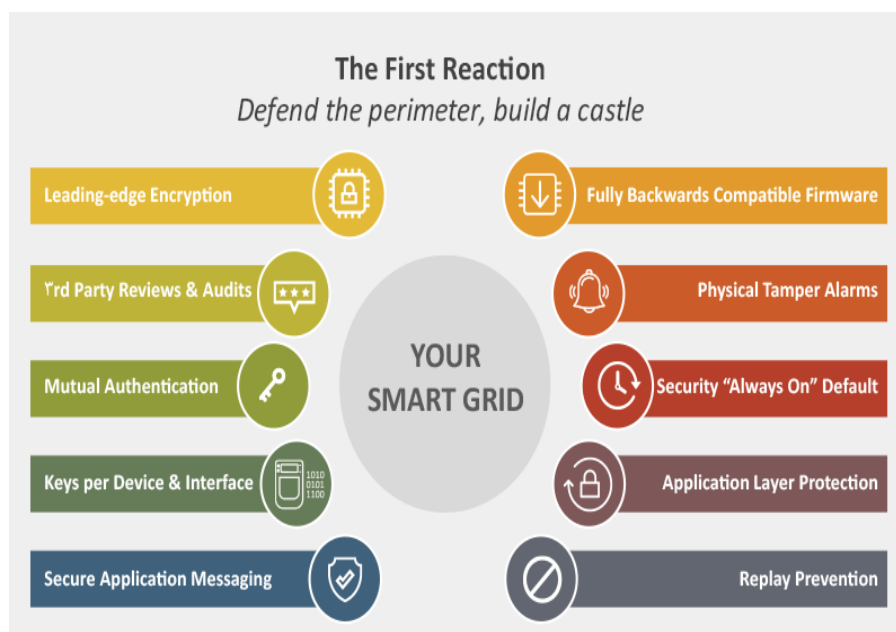 The First Reaction
Defend the perimeter, build a castle
Leading-edge Encryption
۳rd Party Reviews & Audits
Mutual Authentication
Keys per Device & Interface
1010
0101
1100
Secure Application Messaging
YOUR
SMART GRID
Fully Backwards Compatible Firmware
Physical Tamper Alarms
Security “Always On” Default
Application Layer Protection
Replay Prevention